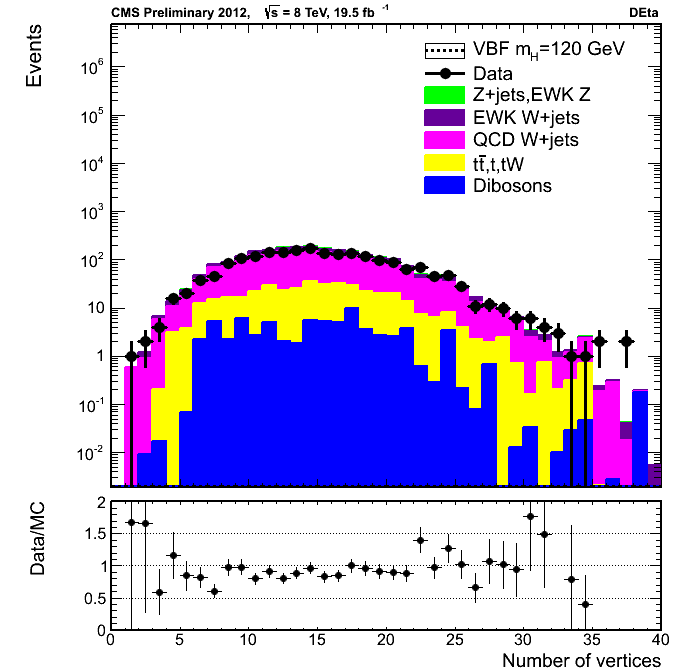 CMS Preliminary 2012, √s = 8 TeV, 19.5 fb⁻¹ DEta
Events
VBF m_H=120 GeV
Data
Z+jets,EWK Z
EWK W+jets
QCD W+jets
tt̄,t,tW
Dibosons
10⁶
10⁵
10⁴
10³
10²
10
1
10⁻¹
10⁻²
Data/MC
2
1.5
1
0.5
0
0 5 10 15 20 25 30 35 40
Number of vertices